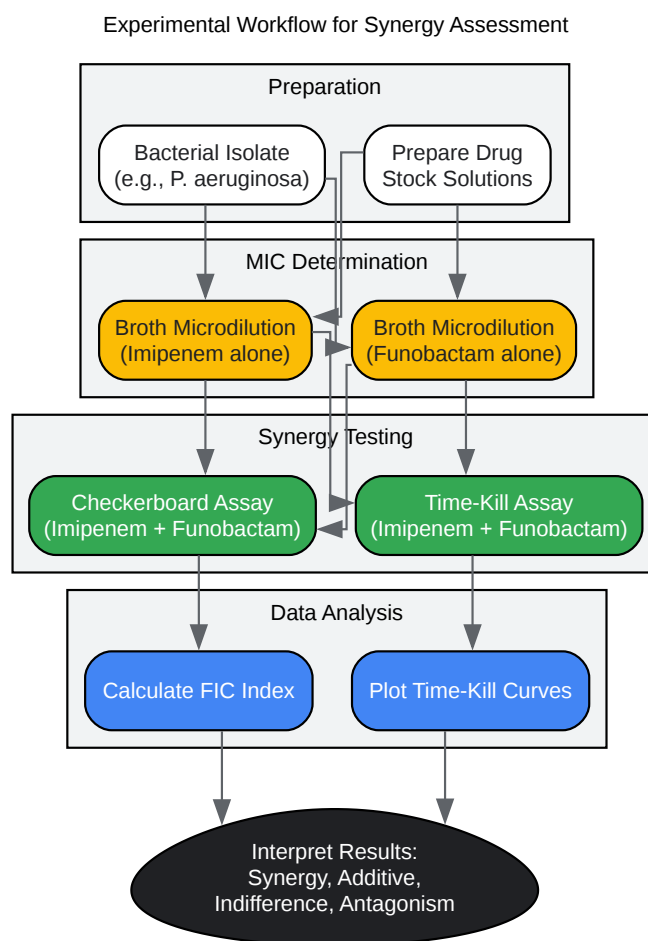 Experimental Workflow for Synergy Assessment
Preparation
Bacterial Isolate
(e.g., P. aeruginosa)
Prepare Drug
Stock Solutions
MIC Determination
Broth Microdilution
(Imipenem alone)
Broth Microdilution
(Funobactam alone)
Synergy Testing
Checkerboard Assay
(Imipenem + Funobactam)
Time-Kill Assay
(Imipenem + Funobactam)
Data Analysis
Calculate FIC Index
Plot Time-Kill Curves
Interpret Results:
Synergy, Additive,
Indifference, Antagonism